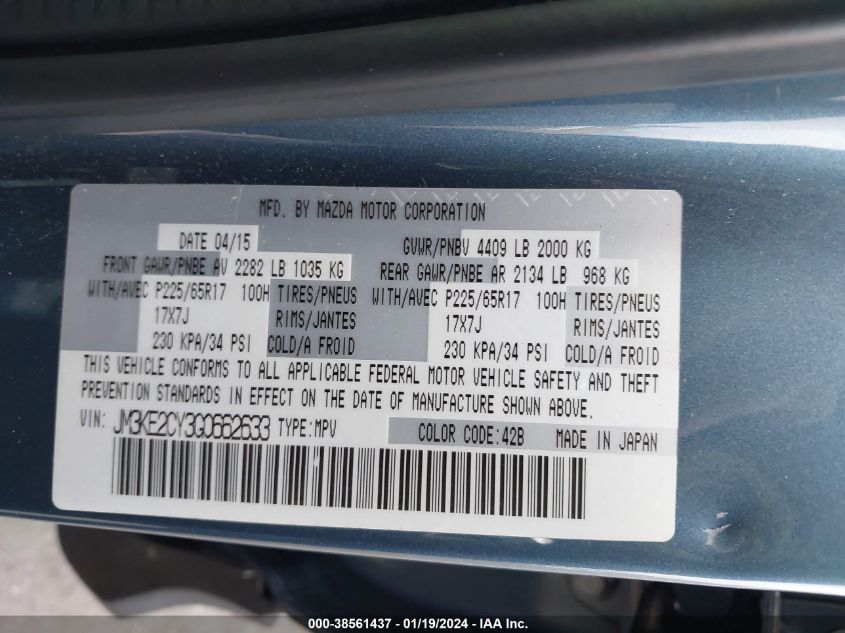 MFD. BY MAZDA MOTOR CORPORATION
DATE 04/15 GVWR/PNBV 4409 LB 2000 KG
FRONT GAWR/PNBE AV 2282 LB 1035 KG REAR GAWR/PNBE AR 2134 LB 968 KG
WITH/AVEC P225/65R17 100H TIRES/PNEUS WITH/AVEC P225/65R17 100H TIRES/PNEUS
17X7J RIMS/JANTES 17X7J RIMS/JANTES
230 KPA/34 PSI COLD/A FROID 230 KPA/34 PSI COLD/A FROID
THIS VEHICLE CONFORMS TO ALL APPLICABLE FEDERAL MOTOR VEHICLE SAFETY AND THEFT
PREVENTION STANDARDS IN EFFECT ON THE DATE OF MANUFACTURE SHOWN ABOVE.
VIN: JM3KE2CY3G0662633 TYPE:MPV COLOR CODE:42B MADE IN JAPAN
000-38561437 - 01/19/2024 - IAA Inc.